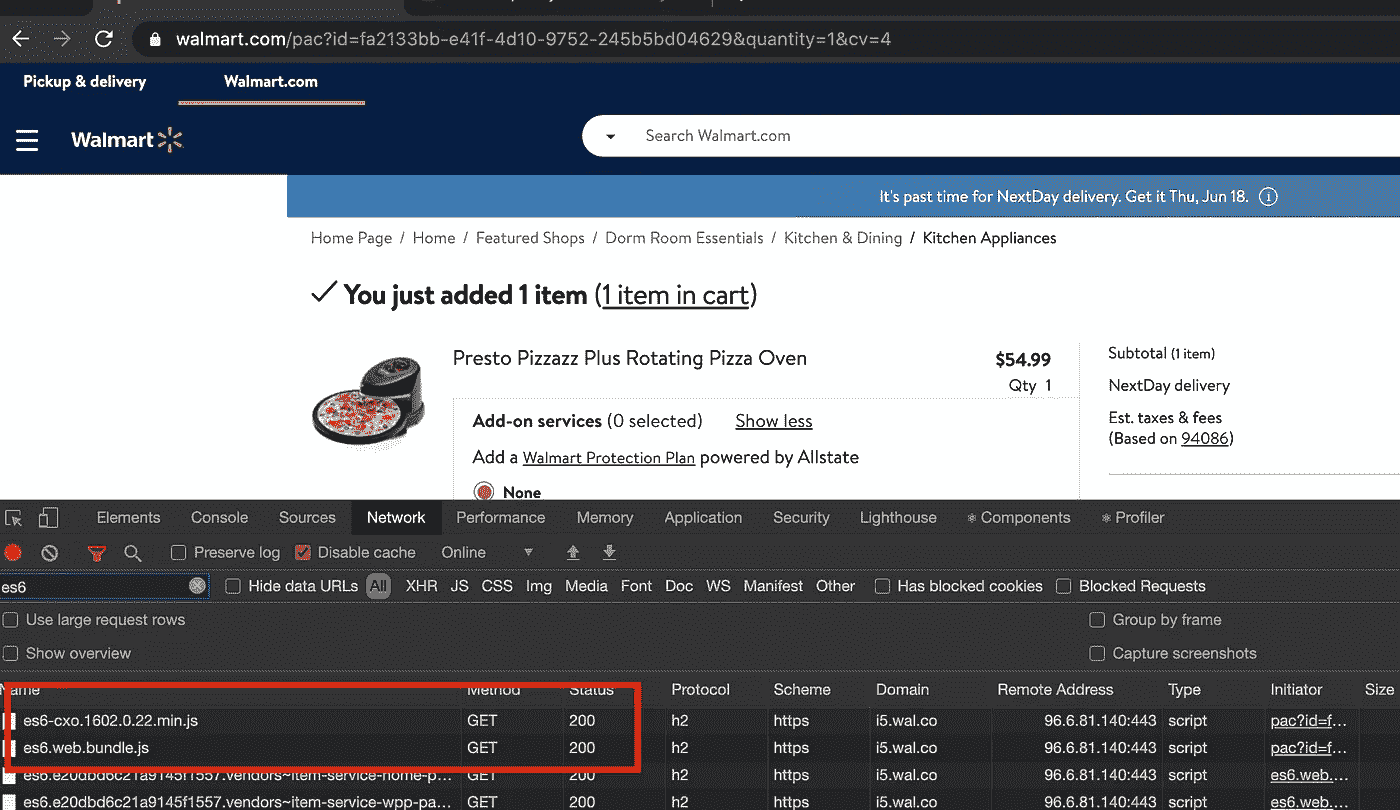 walmart.com/pac?id=fa2133bb-e41f-4d10-9752-245b5bd04629&quantity=1&cv=4
Pickup & delivery Walmart.com
Walmart Search Walmart.com
It's past time for NextDay delivery. Get it Thu, Jun 18.
Home Page / Home / Featured Shops / Dorm Room Essentials / Kitchen & Dining / Kitchen Appliances
You just added 1 item (1 item in cart)
Presto Pizzazz Plus Rotating Pizza Oven $54.99 Subtotal (1 item)
Qty 1 NextDay delivery
Add-on services (0 selected) Show less Est. taxes & fees
(Based on 94086)
Add a Walmart Protection Plan powered by Allstate
None
Elements Console Sources Network Performance Memory Application Security Lighthouse Components Profiler
Preserve log Disable cache Online
es6 Hide data URLs All XHR JS CSS Img Media Font Doc WS Manifest Other Has blocked cookies Blocked Requests
Use large request rows Group by frame
Show overview Capture screenshots
Name Method Status Protocol Scheme Domain Remote Address Type Initiator Size
es6-cxo.1602.0.22.min.js GET 200 h2 https i5.wal.co 96.6.81.140:443 script pac?id=f...
es6.web.bundle.js GET 200 h2 https i5.wal.co 96.6.81.140:443 script pac?id=f...
es6.e20dbd6c21a9145f1557.vendors~item-service-home-p... GET 200 h2 https i5.wal.co 96.6.81.140:443 script es6.web....
es6.e20dbd6c21a9145f1557.vendors~item-service-wpp-pa... GET 200 h2 https i5.wal.co 96.6.81.140:443 script es6.web....